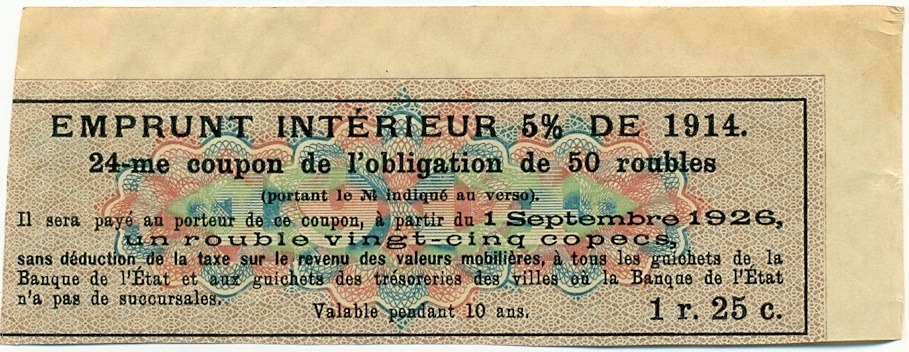 EMPRUNT INTÉRIEUR 5% DE 1914.
24-me coupon de l'obligation de 50 roubles
(portant le № indiqué au verso).
Il sera payé au porteur de ce coupon, à partir du 1 Septembre 1926,
un rouble vingt-cinq copecs,
sans déduction de la taxe sur le revenu des valeurs mobilières, à tons les guichets de la
Banque de l'État et aux guichets des trésoreries des villes où la Banque de l'État
n'a pas de succursales.
Valable pendant 10 ans.
1 r. 25 c.